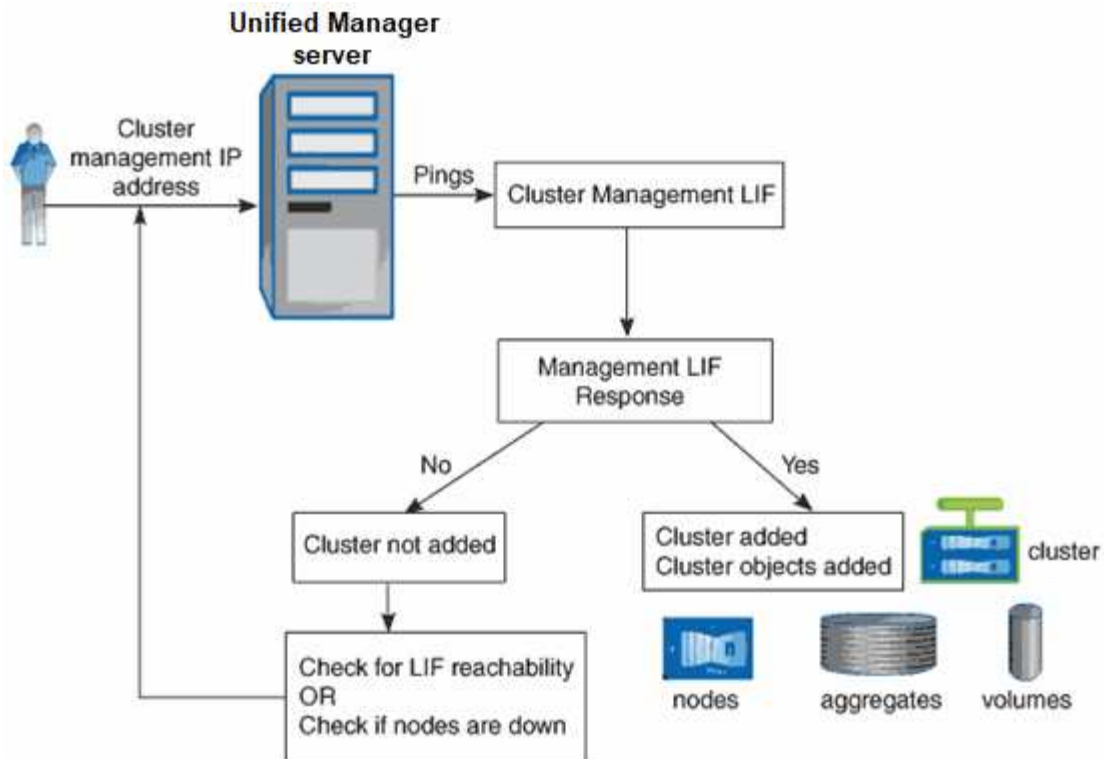 Unified Manager
server
Cluster
management IP
address
Pings
Cluster Management LIF
Management LIF
Response
No
Yes
Cluster not added
Cluster added
Cluster objects added
cluster
Check for LIF reachability
OR
Check if nodes are down
nodes
aggregates
volumes